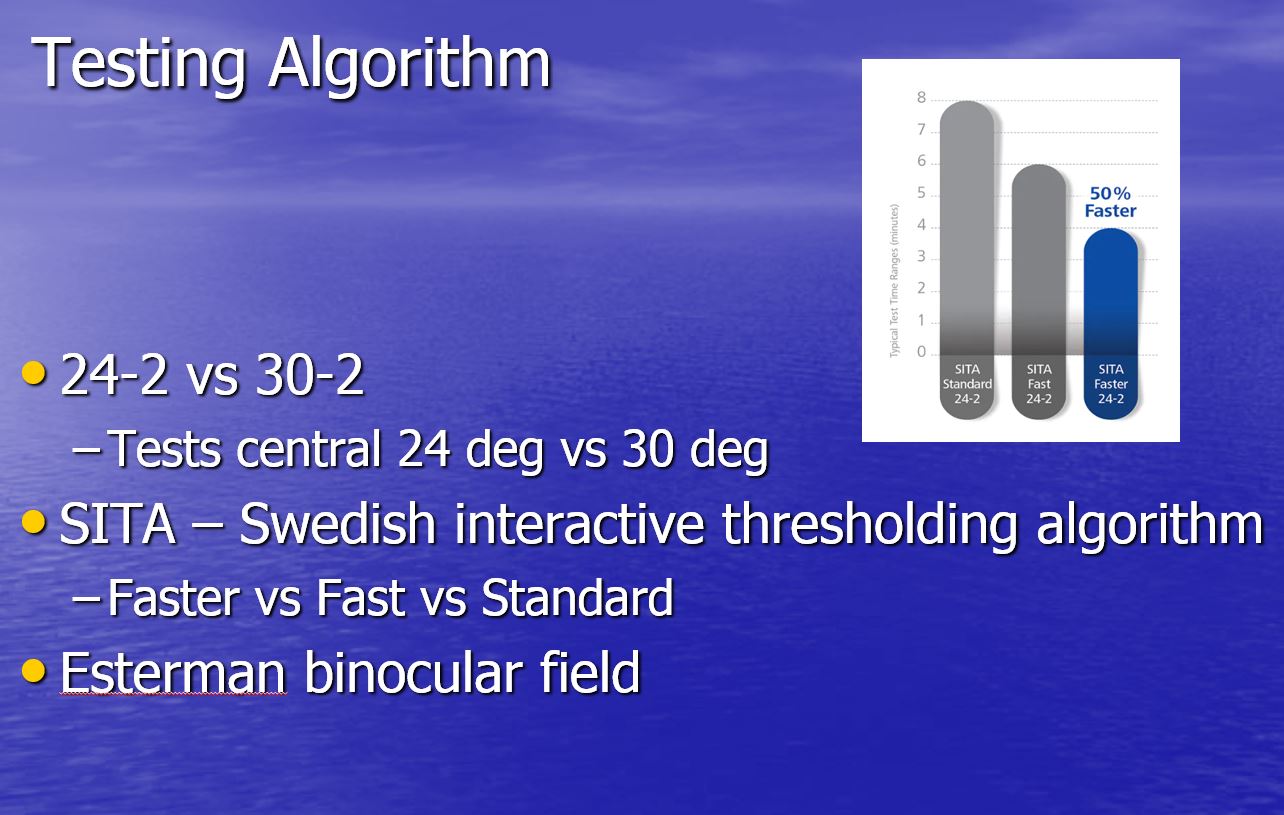 Testing Algorithm
8
7
6
5
4
3
2
1
0
Typical Test Time Ranges (minutes)
50%
Faster
SITA
Standard
24-2
SITA
Fast
24-2
SITA
Faster
24-2
• 24-2 vs 30-2
– Tests central 24 deg vs 30 deg
• SITA – Swedish interactive thresholding algorithm
– Faster vs Fast vs Standard
• Esterman binocular field